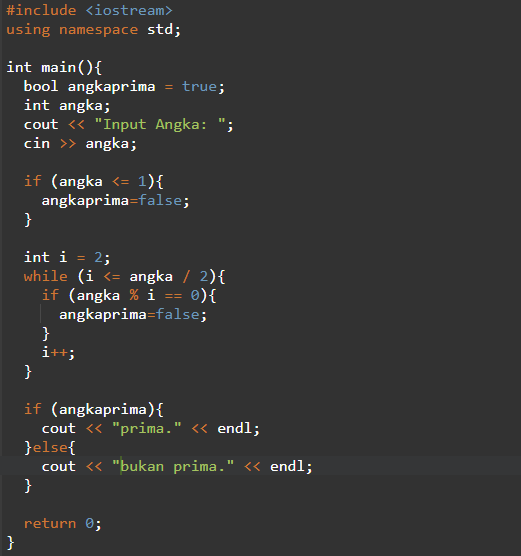 #include <iostream>
using namespace std;

int main(){
  bool angkaprima = true;
  int angka;
  cout << "Input Angka: ";
  cin >> angka;

  if (angka <= 1){
    angkaprima=false;
  }

  int i = 2;
  while (i <= angka / 2){
    if (angka % i == 0){
      angkaprima=false;
    }
    i++;
  }

  if (angkaprima){
    cout << "prima." << endl;
  }else{
    cout << "bukan prima." << endl;
  }

  return 0;
}